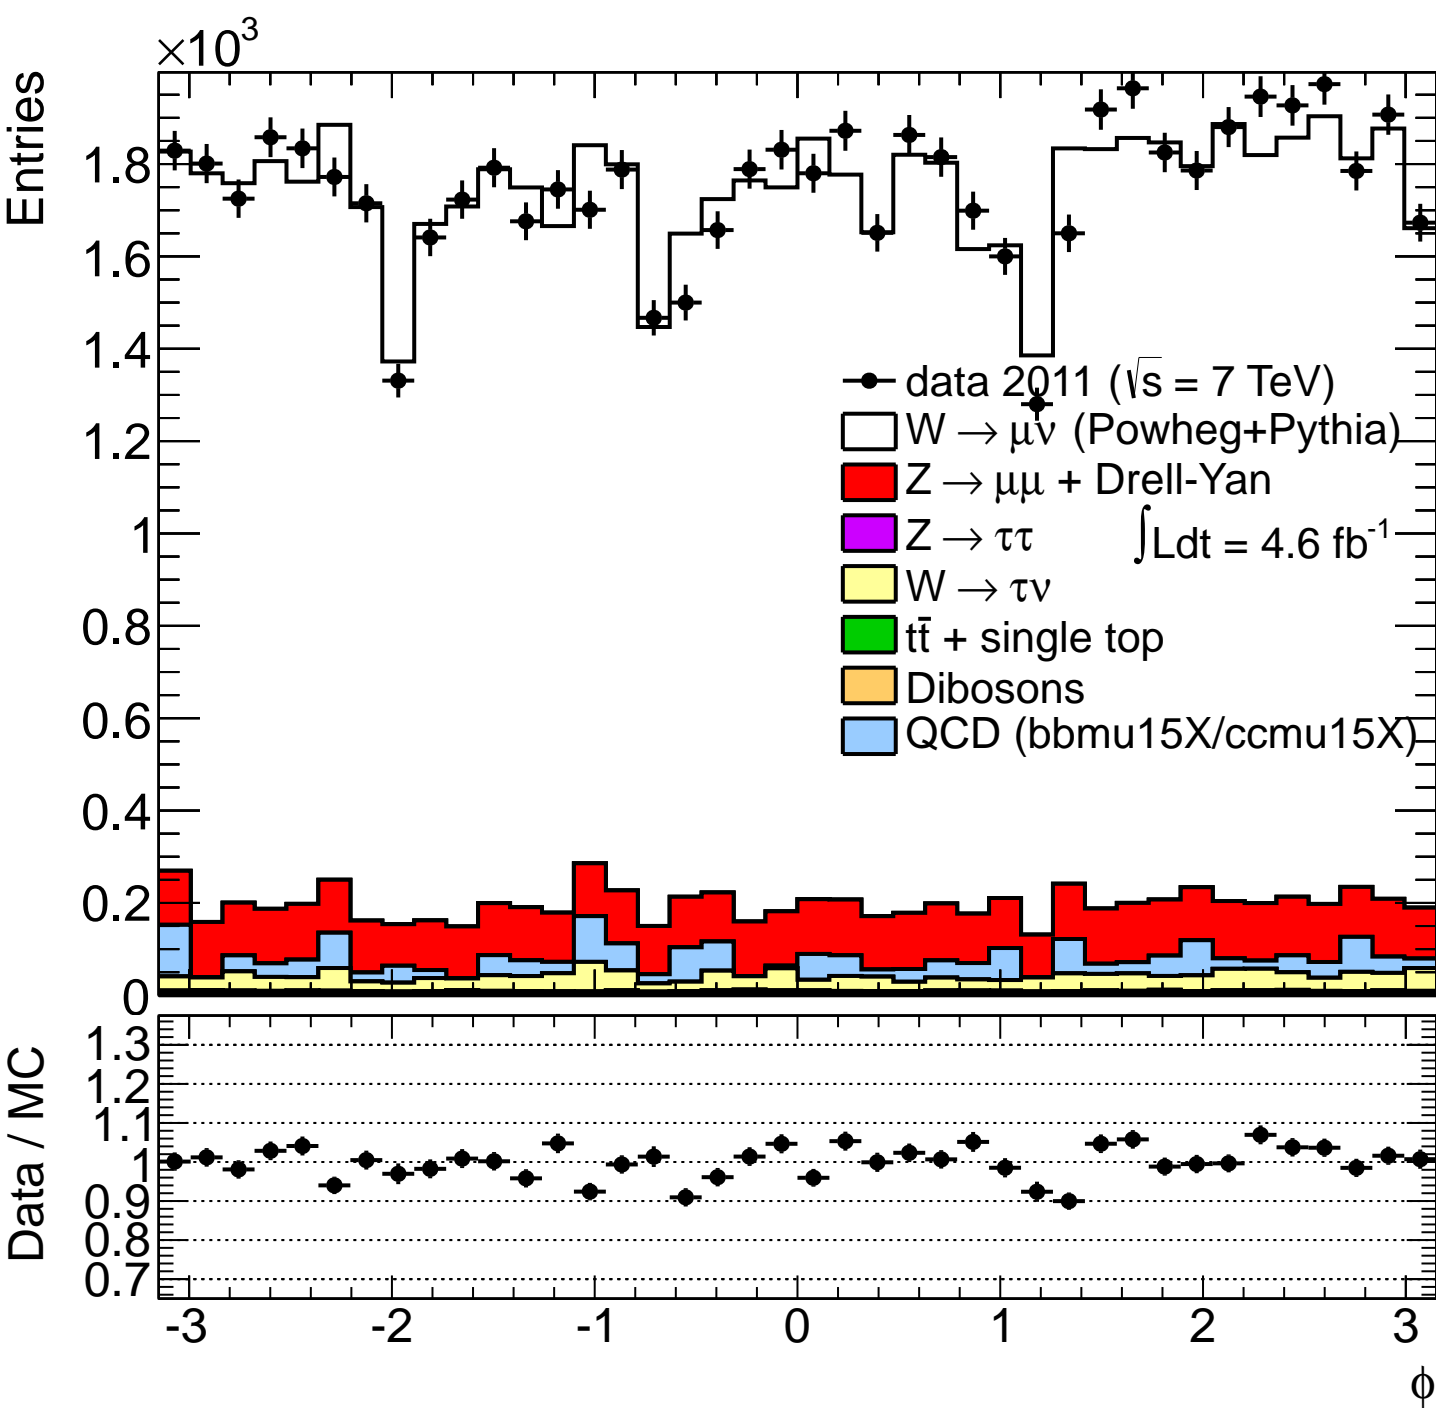 ×10³
Entries
1.8
1.6
1.4
1.2
1
0.8
0.6
0.4
0.2
0
data 2011 (√s = 7 TeV)
W → μν (Powheg+Pythia)
Z → μμ + Drell-Yan
Z → ττ
∫Ldt = 4.6 fb⁻¹
W → τν
tt̄ + single top
Dibosons
QCD (bbmu15X/ccmu15X)
Data / MC
1.3
1.2
1.1
1
0.9
0.8
0.7
-3 -2 -1 0 1 2 3
ϕ